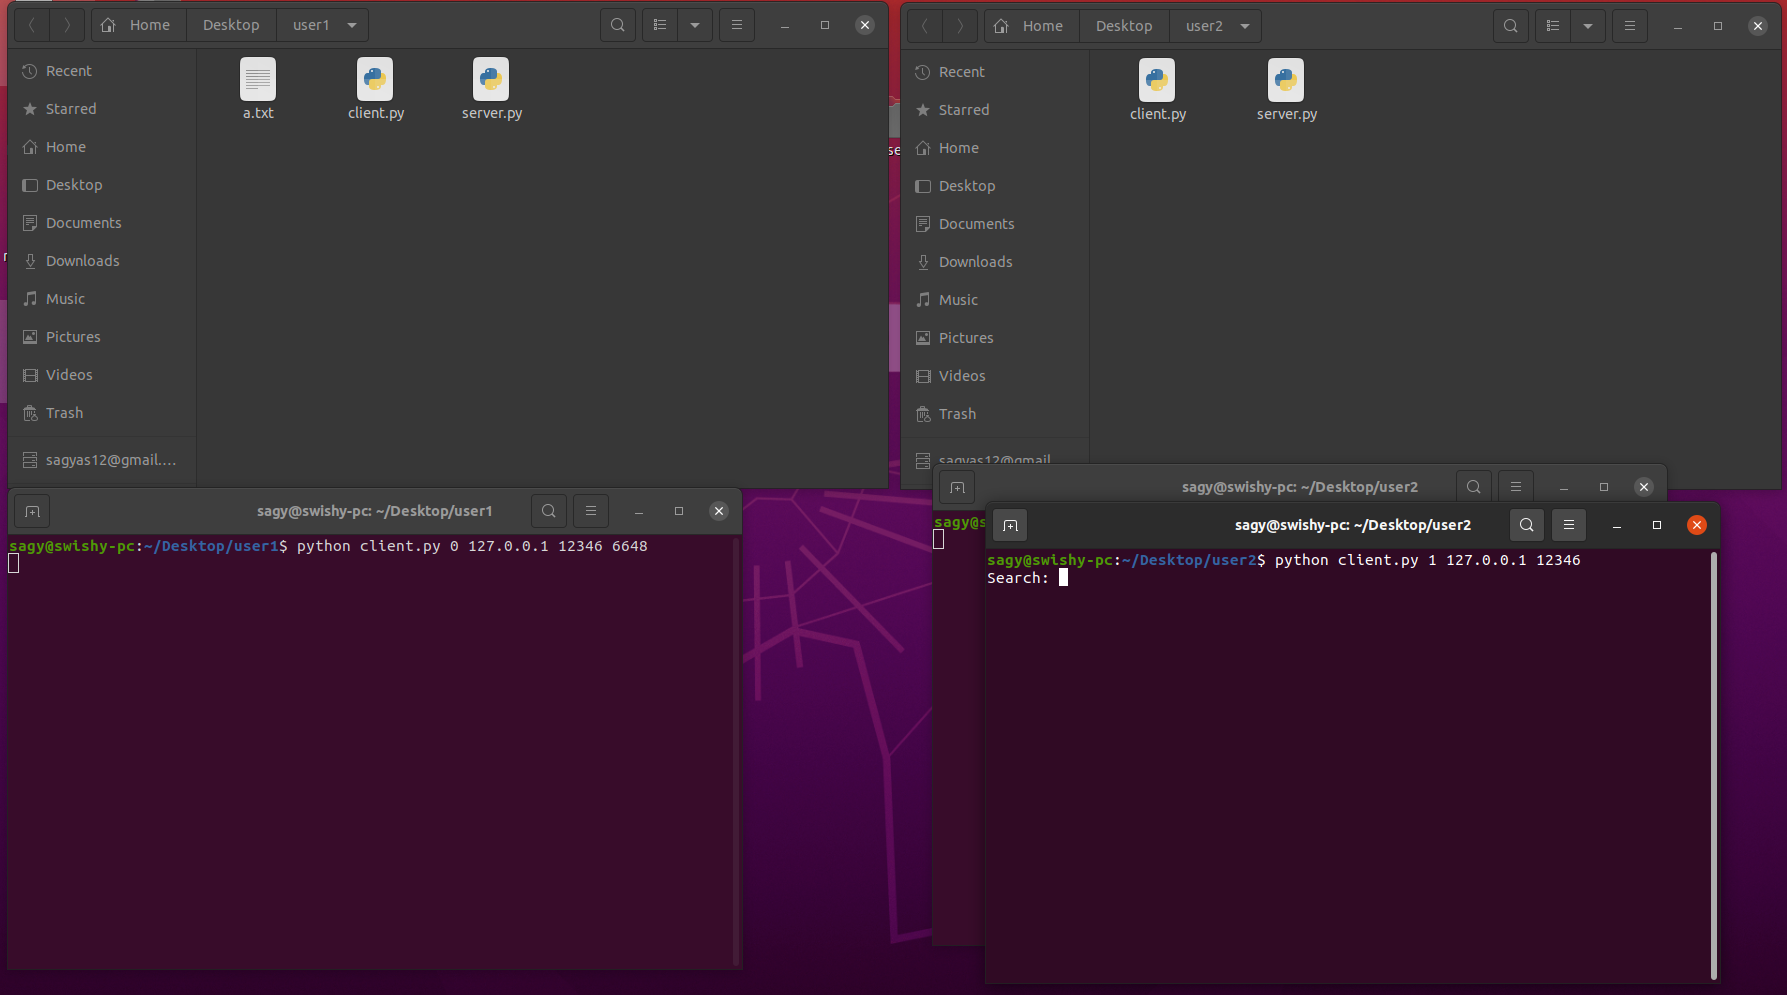 Home Desktop user1
Recent
Starred
Home
Desktop
Documents
Downloads
Music
Pictures
Videos
Trash
sagyas12@gmail....
a.txt client.py server.py
Home Desktop user2
Recent
Starred
Home
Desktop
Documents
Downloads
Music
Pictures
Videos
Trash
sagyas12@gmail
client.py server.py
se
sagy@swishy-pc: ~/Desktop/user1
sagy@swishy-pc:~/Desktop/user1$ python client.py 0 127.0.0.1 12346 6648
sagy@swishy-pc: ~/Desktop/user2
sagy@s
sagy@swishy-pc: ~/Desktop/user2
sagy@swishy-pc:~/Desktop/user2$ python client.py 1 127.0.0.1 12346
Search: